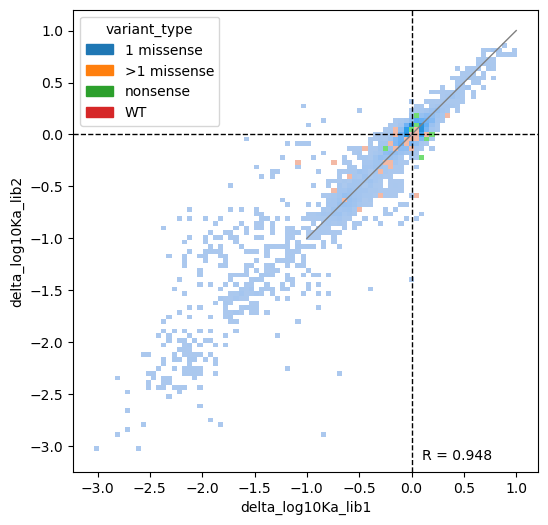 variant_type
1 missense
>1 missense
nonsense
WT
1.0
0.5
0.0
−0.5
−1.0
−1.5
−2.0
−2.5
−3.0
delta_log10Ka_lib2
R = 0.948
−3.0 −2.5 −2.0 −1.5 −1.0 −0.5 0.0 0.5 1.0
delta_log10Ka_lib1